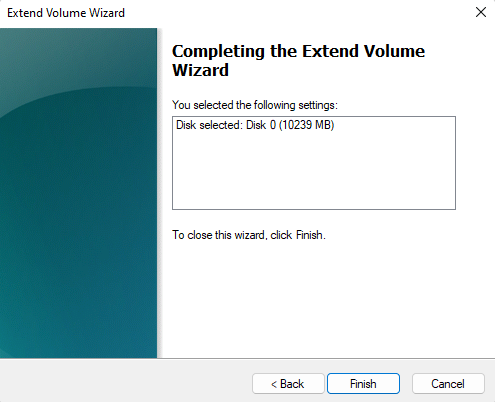 Extend Volume Wizard
Completing the Extend Volume
Wizard
You selected the following settings:
Disk selected: Disk 0 (10239 MB)
To close this wizard, click Finish.
< Back
Finish
Cancel